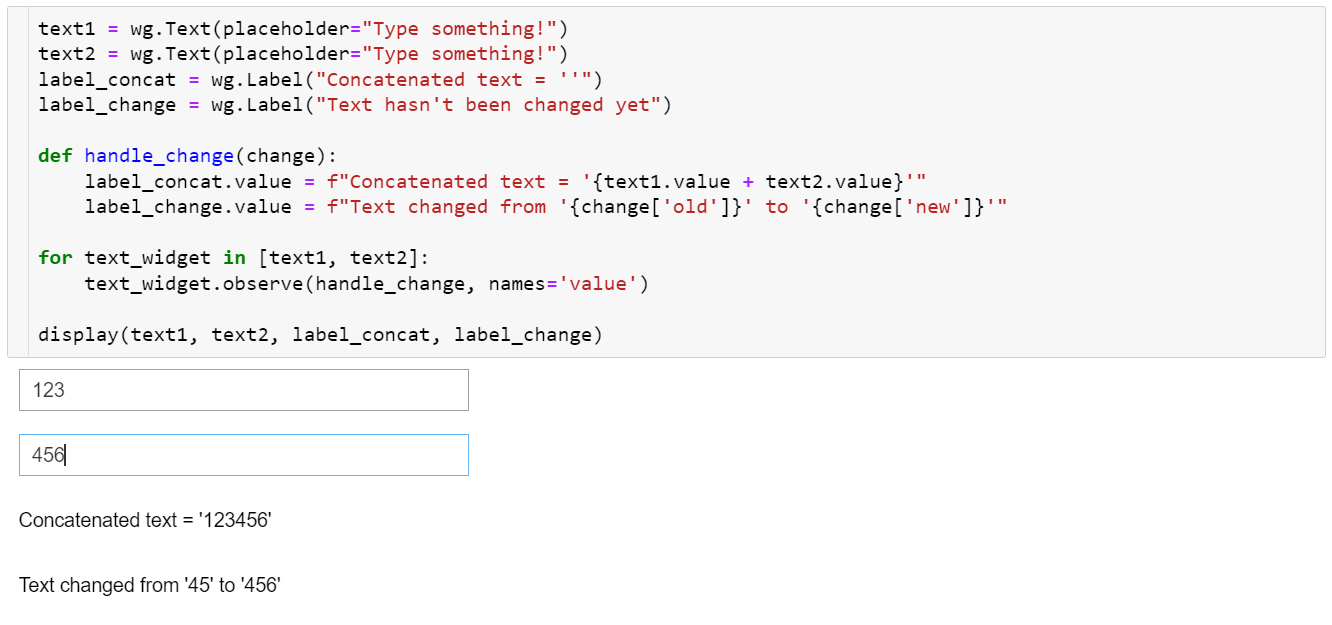 text1 = wg.Text(placeholder="Type something!")
text2 = wg.Text(placeholder="Type something!")
label_concat = wg.Label("Concatenated text = ''")
label_change = wg.Label("Text hasn't been changed yet")

def handle_change(change):
    label_concat.value = f"Concatenated text = '{text1.value + text2.value}'"
    label_change.value = f"Text changed from '{change['old']}' to '{change['new']}'"

for text_widget in [text1, text2]:
    text_widget.observe(handle_change, names='value')

display(text1, text2, label_concat, label_change)
123
456
Concatenated text = '123456'
Text changed from '45' to '456'